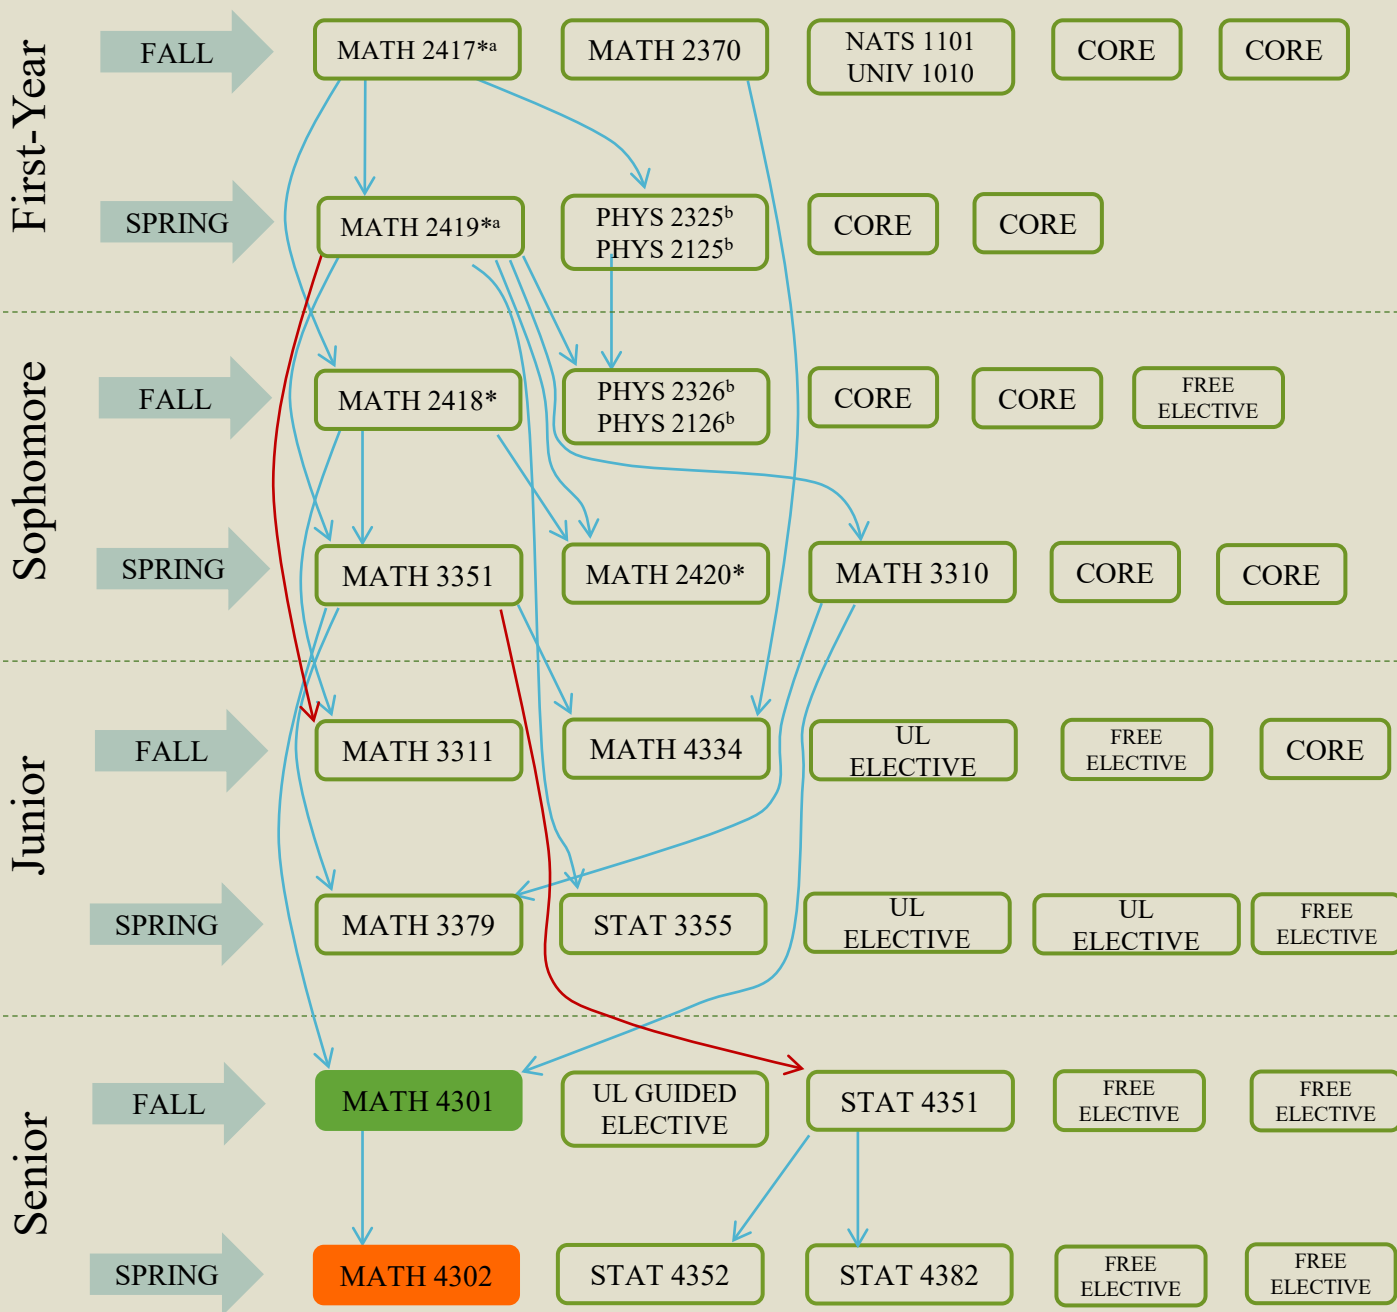 First-Year
FALL
MATH 2417*ᵃ
MATH 2370
NATS 1101
UNIV 1010
CORE
CORE
SPRING
MATH 2419*ᵃ
PHYS 2325ᵇ
PHYS 2125ᵇ
CORE
CORE
Sophomore
FALL
MATH 2418*
PHYS 2326ᵇ
PHYS 2126ᵇ
CORE
CORE
FREE
ELECTIVE
SPRING
MATH 3351
MATH 2420*
MATH 3310
CORE
CORE
Junior
FALL
MATH 3311
MATH 4334
UL
ELECTIVE
FREE
ELECTIVE
CORE
SPRING
MATH 3379
STAT 3355
UL
ELECTIVE
UL
ELECTIVE
FREE
ELECTIVE
Senior
FALL
MATH 4301
UL GUIDED
ELECTIVE
STAT 4351
FREE
ELECTIVE
FREE
ELECTIVE
SPRING
MATH 4302
STAT 4352
STAT 4382
FREE
ELECTIVE
FREE
ELECTIVE